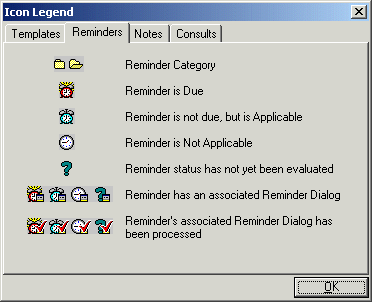 Icon Legend
Templates Reminders Notes Consults
Reminder Category
Reminder is Due
Reminder is not due, but is Applicable
Reminder is Not Applicable
Reminder status has not yet been evaluated
Reminder has an associated Reminder Dialog
Reminder's associated Reminder Dialog has
been processed
OK